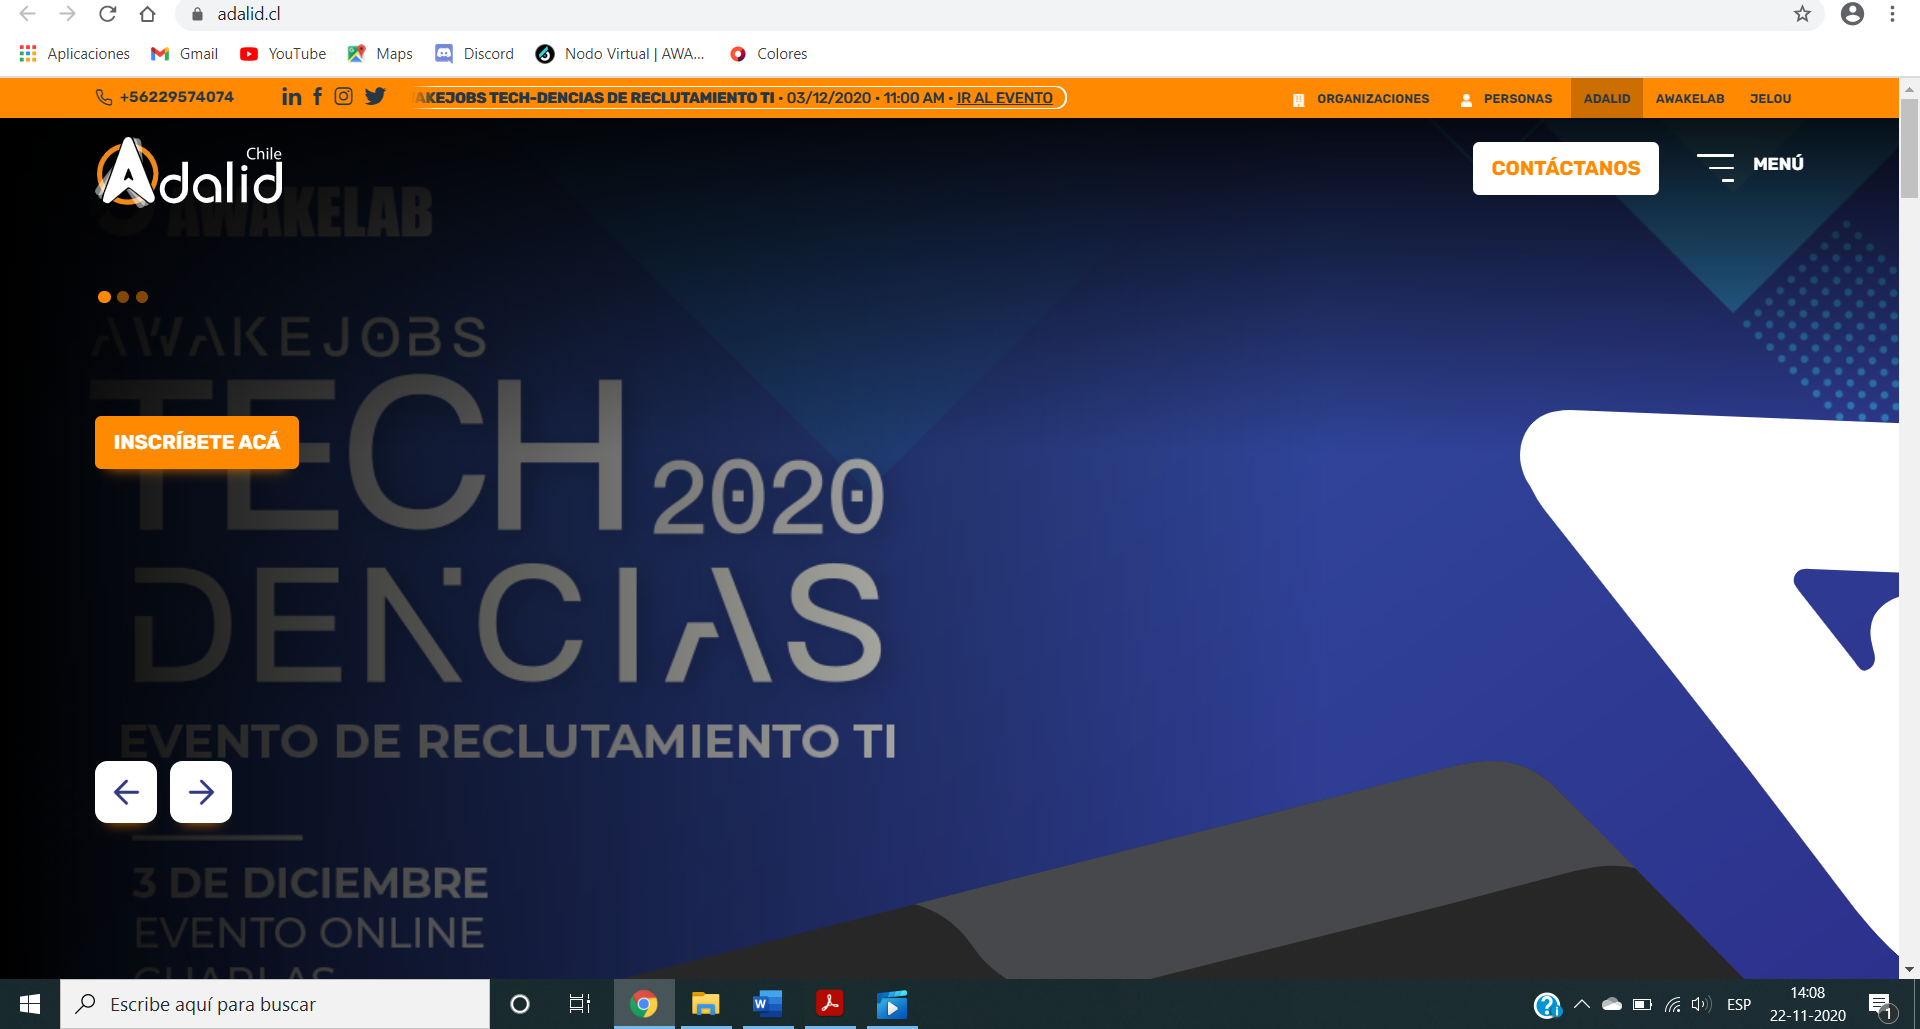 adalid.cl
Aplicaciones
Gmail
YouTube
Maps
Discord
Nodo Virtual | AWA...
Colores
+56229574074
AKEJOBS TECH-DENCIAS DE RECLUTAMIENTO TI • 03/12/2020 • 11:00 AM • IR AL EVENTO
ORGANIZACIONES
PERSONAS
ADALID
AWAKELAB
JELOU
Adalid Chile
CONTÁCTANOS
MENÚ
AWAKELAB
AWAKEJOBS
TECH 2020
INSCRÍBETE ACÁ
DENCIAS
EVENTO DE RECLUTAMIENTO TI
3 DE DICIEMBRE
EVENTO ONLINE
CHARLAS
Escribe aquí para buscar
ESP
14:08
22-11-2020
1